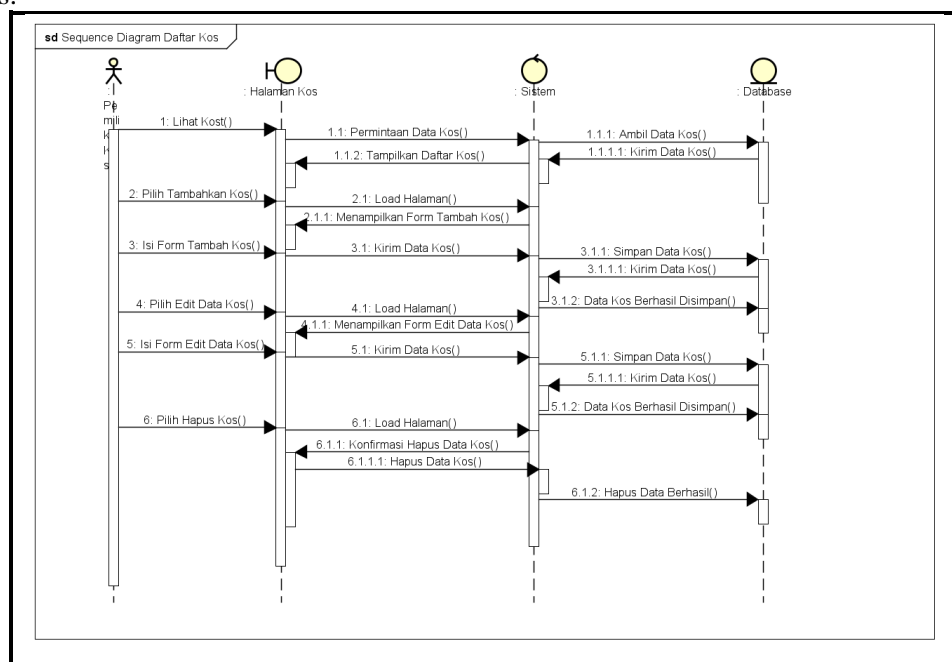 s.
sd Sequence Diagram Daftar Kos
:
Pe
mili
k
: Halaman Kos
: Sistem
: Database
1: Lihat Kost()
1.1: Permintaan Data Kos()
1.1.1: Ambil Data Kos()
1.1.2: Tampilkan Daftar Kos()
1.1.1.1: Kirim Data Kos()
2: Pilih Tambahkan Kos()
2.1: Load Halaman()
2.1.1: Menampilkan Form Tambah Kos()
3: Isi Form Tambah Kos()
3.1: Kirim Data Kos()
3.1.1: Simpan Data Kos()
3.1.1.1: Kirim Data Kos()
4: Pilih Edit Data Kos()
4.1: Load Halaman()
3.1.2: Data Kos Berhasil Disimpan()
4.1.1: Menampilkan Form Edit Data Kos()
5: Isi Form Edit Data Kos()
5.1: Kirim Data Kos()
5.1.1: Simpan Data Kos()
5.1.1.1: Kirim Data Kos()
5.1.2: Data Kos Berhasil Disimpan()
6: Pilih Hapus Kos()
6.1: Load Halaman()
6.1.1: Konfirmasi Hapus Data Kos()
6.1.1.1: Hapus Data Kos()
6.1.2: Hapus Data Berhasil()